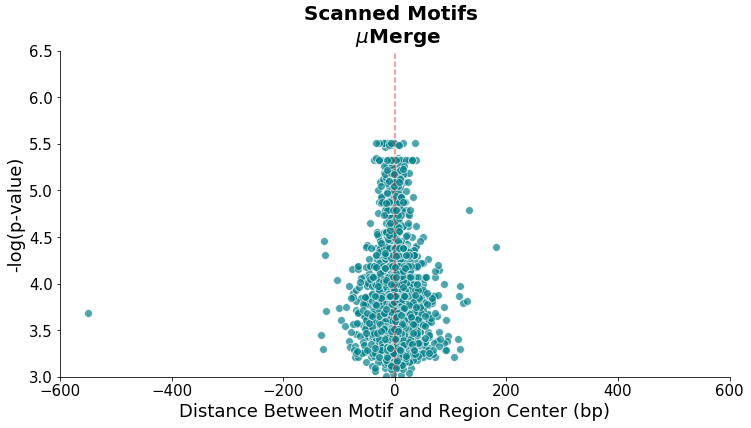 Scanned Motifs
μMerge
6.5
6.0
5.5
5.0
4.5
4.0
3.5
3.0
-log(p-value)
−600 −400 −200 0 200 400 600
Distance Between Motif and Region Center (bp)